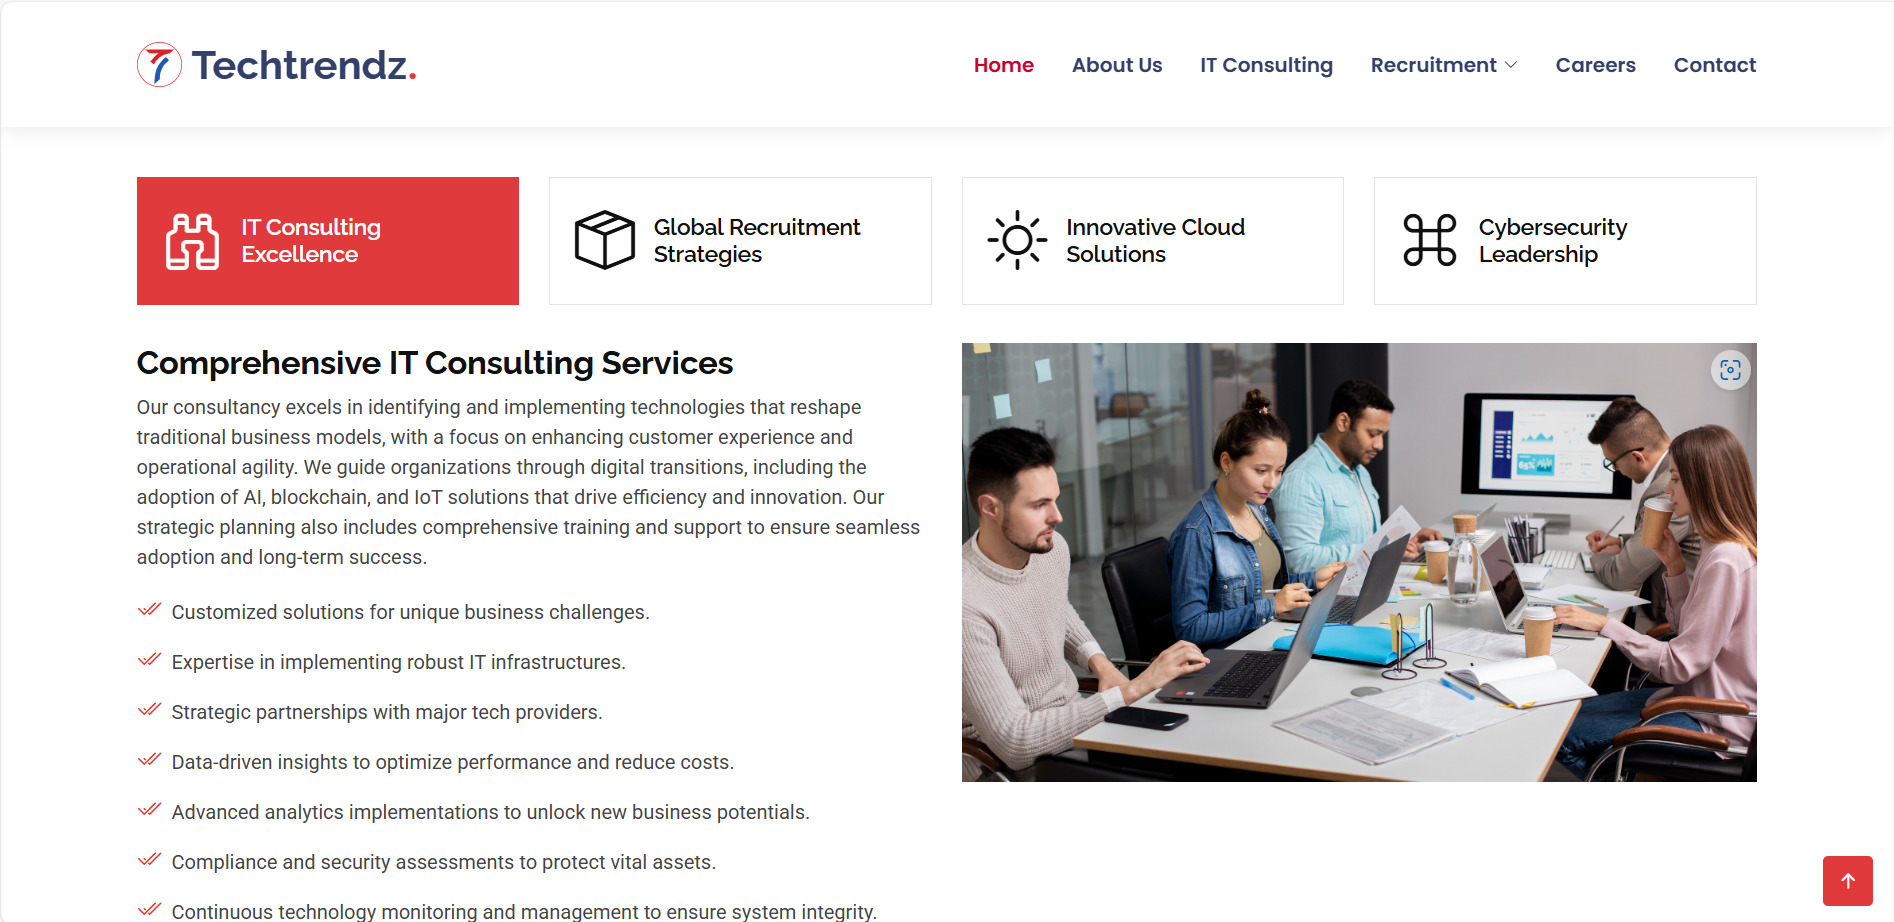 Techtrendz.
Home About Us IT Consulting Recruitment Careers Contact
IT Consulting
Excellence
Global Recruitment
Strategies
Innovative Cloud
Solutions
Cybersecurity
Leadership
Comprehensive IT Consulting Services
Our consultancy excels in identifying and implementing technologies that reshape
traditional business models, with a focus on enhancing customer experience and
operational agility. We guide organizations through digital transitions, including the
adoption of AI, blockchain, and IoT solutions that drive efficiency and innovation. Our
strategic planning also includes comprehensive training and support to ensure seamless
adoption and long-term success.
Customized solutions for unique business challenges.
Expertise in implementing robust IT infrastructures.
Strategic partnerships with major tech providers.
Data-driven insights to optimize performance and reduce costs.
Advanced analytics implementations to unlock new business potentials.
Compliance and security assessments to protect vital assets.
Continuous technology monitoring and management to ensure system integrity.